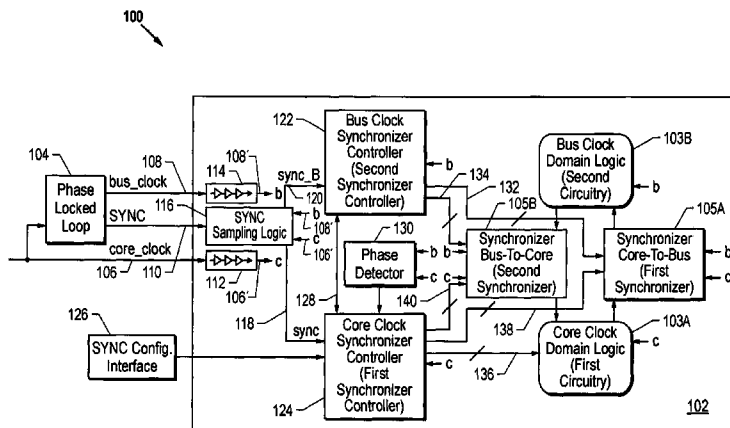 100
122
Bus Clock
Synchronizer
Controller
(Second
Synchronizer
Controller)
b
134
132
103B
Bus Clock
Domain Logic
(Second
Circuitry)
b
104
Phase
Locked
Loop
bus_clock
108
114
108′
b
sync_B
120
116
SYNC
Sampling Logic
b
108′
c
106′
SYNC
110
core_clock
106
112
106′
c
118
sync
128
130
Phase
Detector
b
c
b
c
105B
Synchronizer
Bus-To-Core
(Second
Synchronizer)
140
138
105A
Synchronizer
Core-To-Bus
(First
Synchronizer)
b
c
126
SYNC Config.
Interface
124
Core Clock
Synchronizer
Controller
(First
Synchronizer
Controller)
c
136
103A
Core Clock
Domain Logic
(First
Circuitry)
c
102